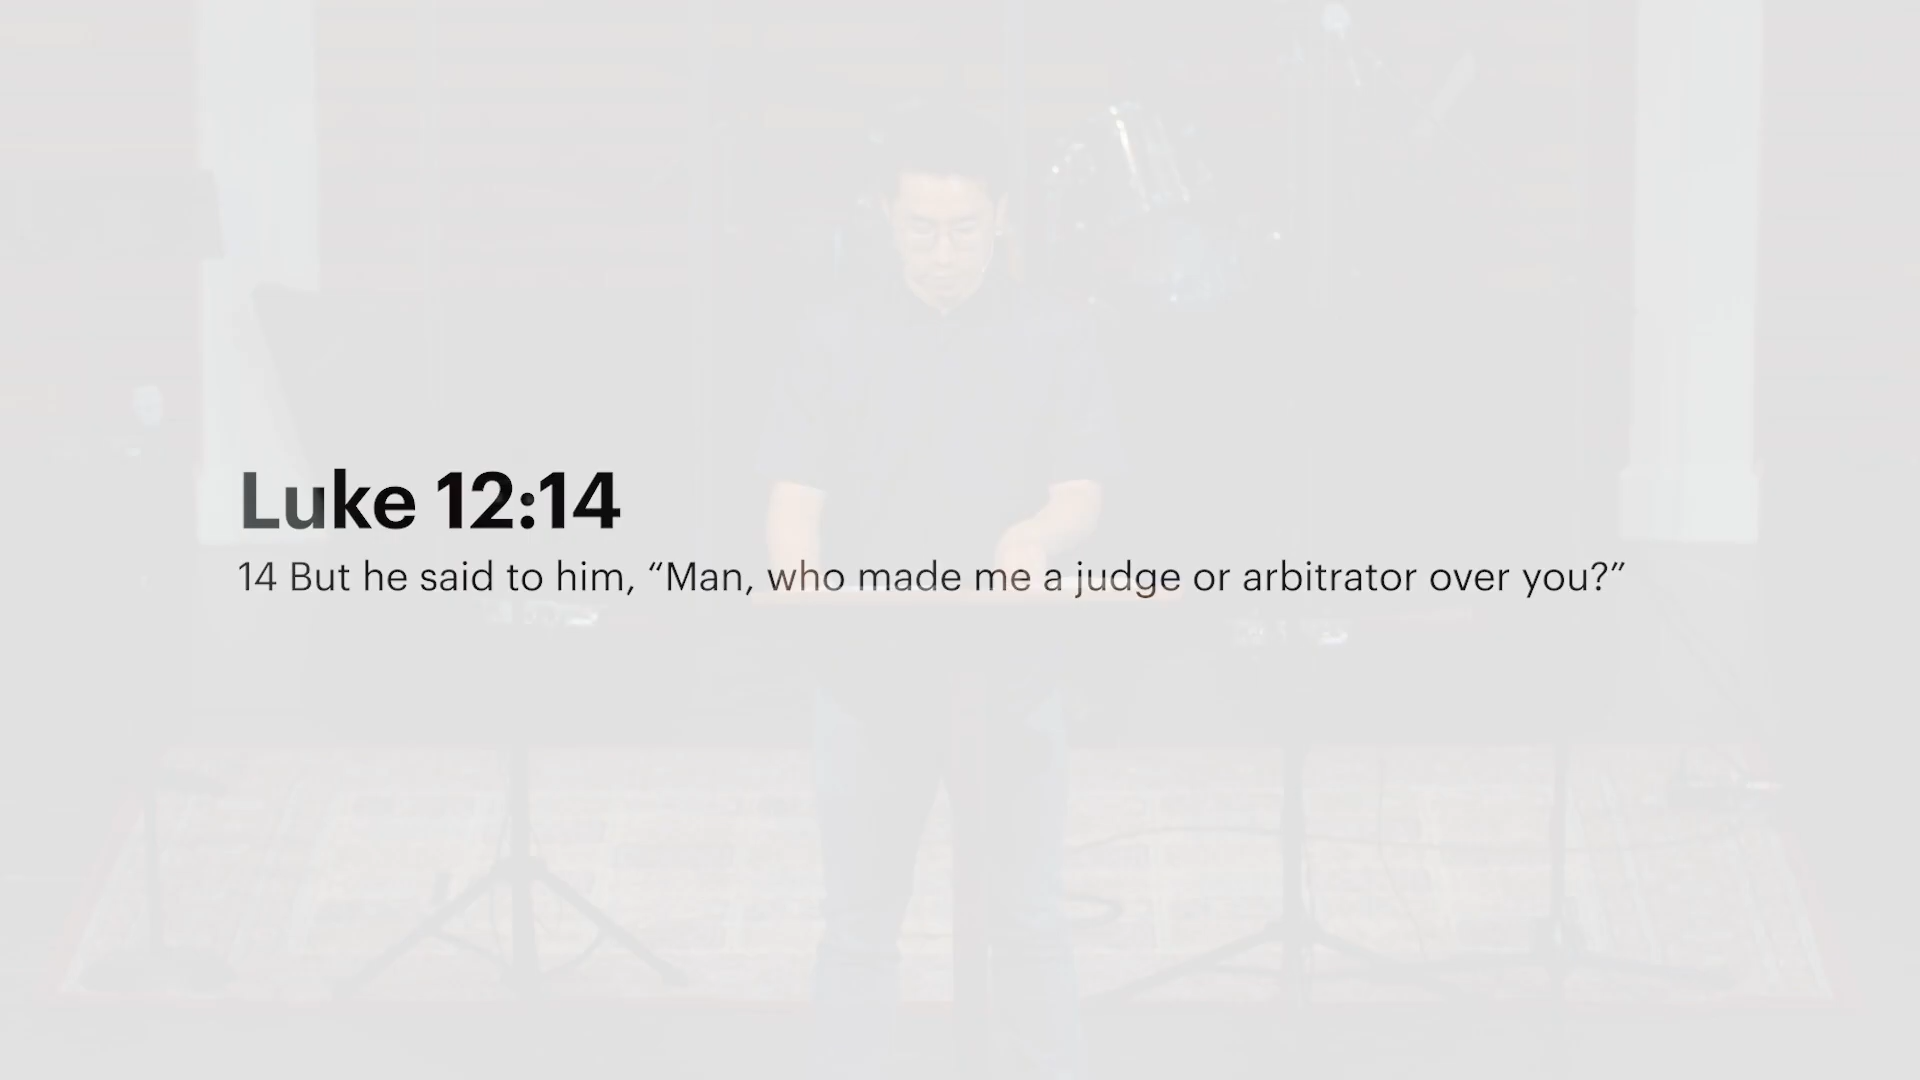 Luke 12:14
14 But he said to him, “Man, who made me a judge or arbitrator over you?”